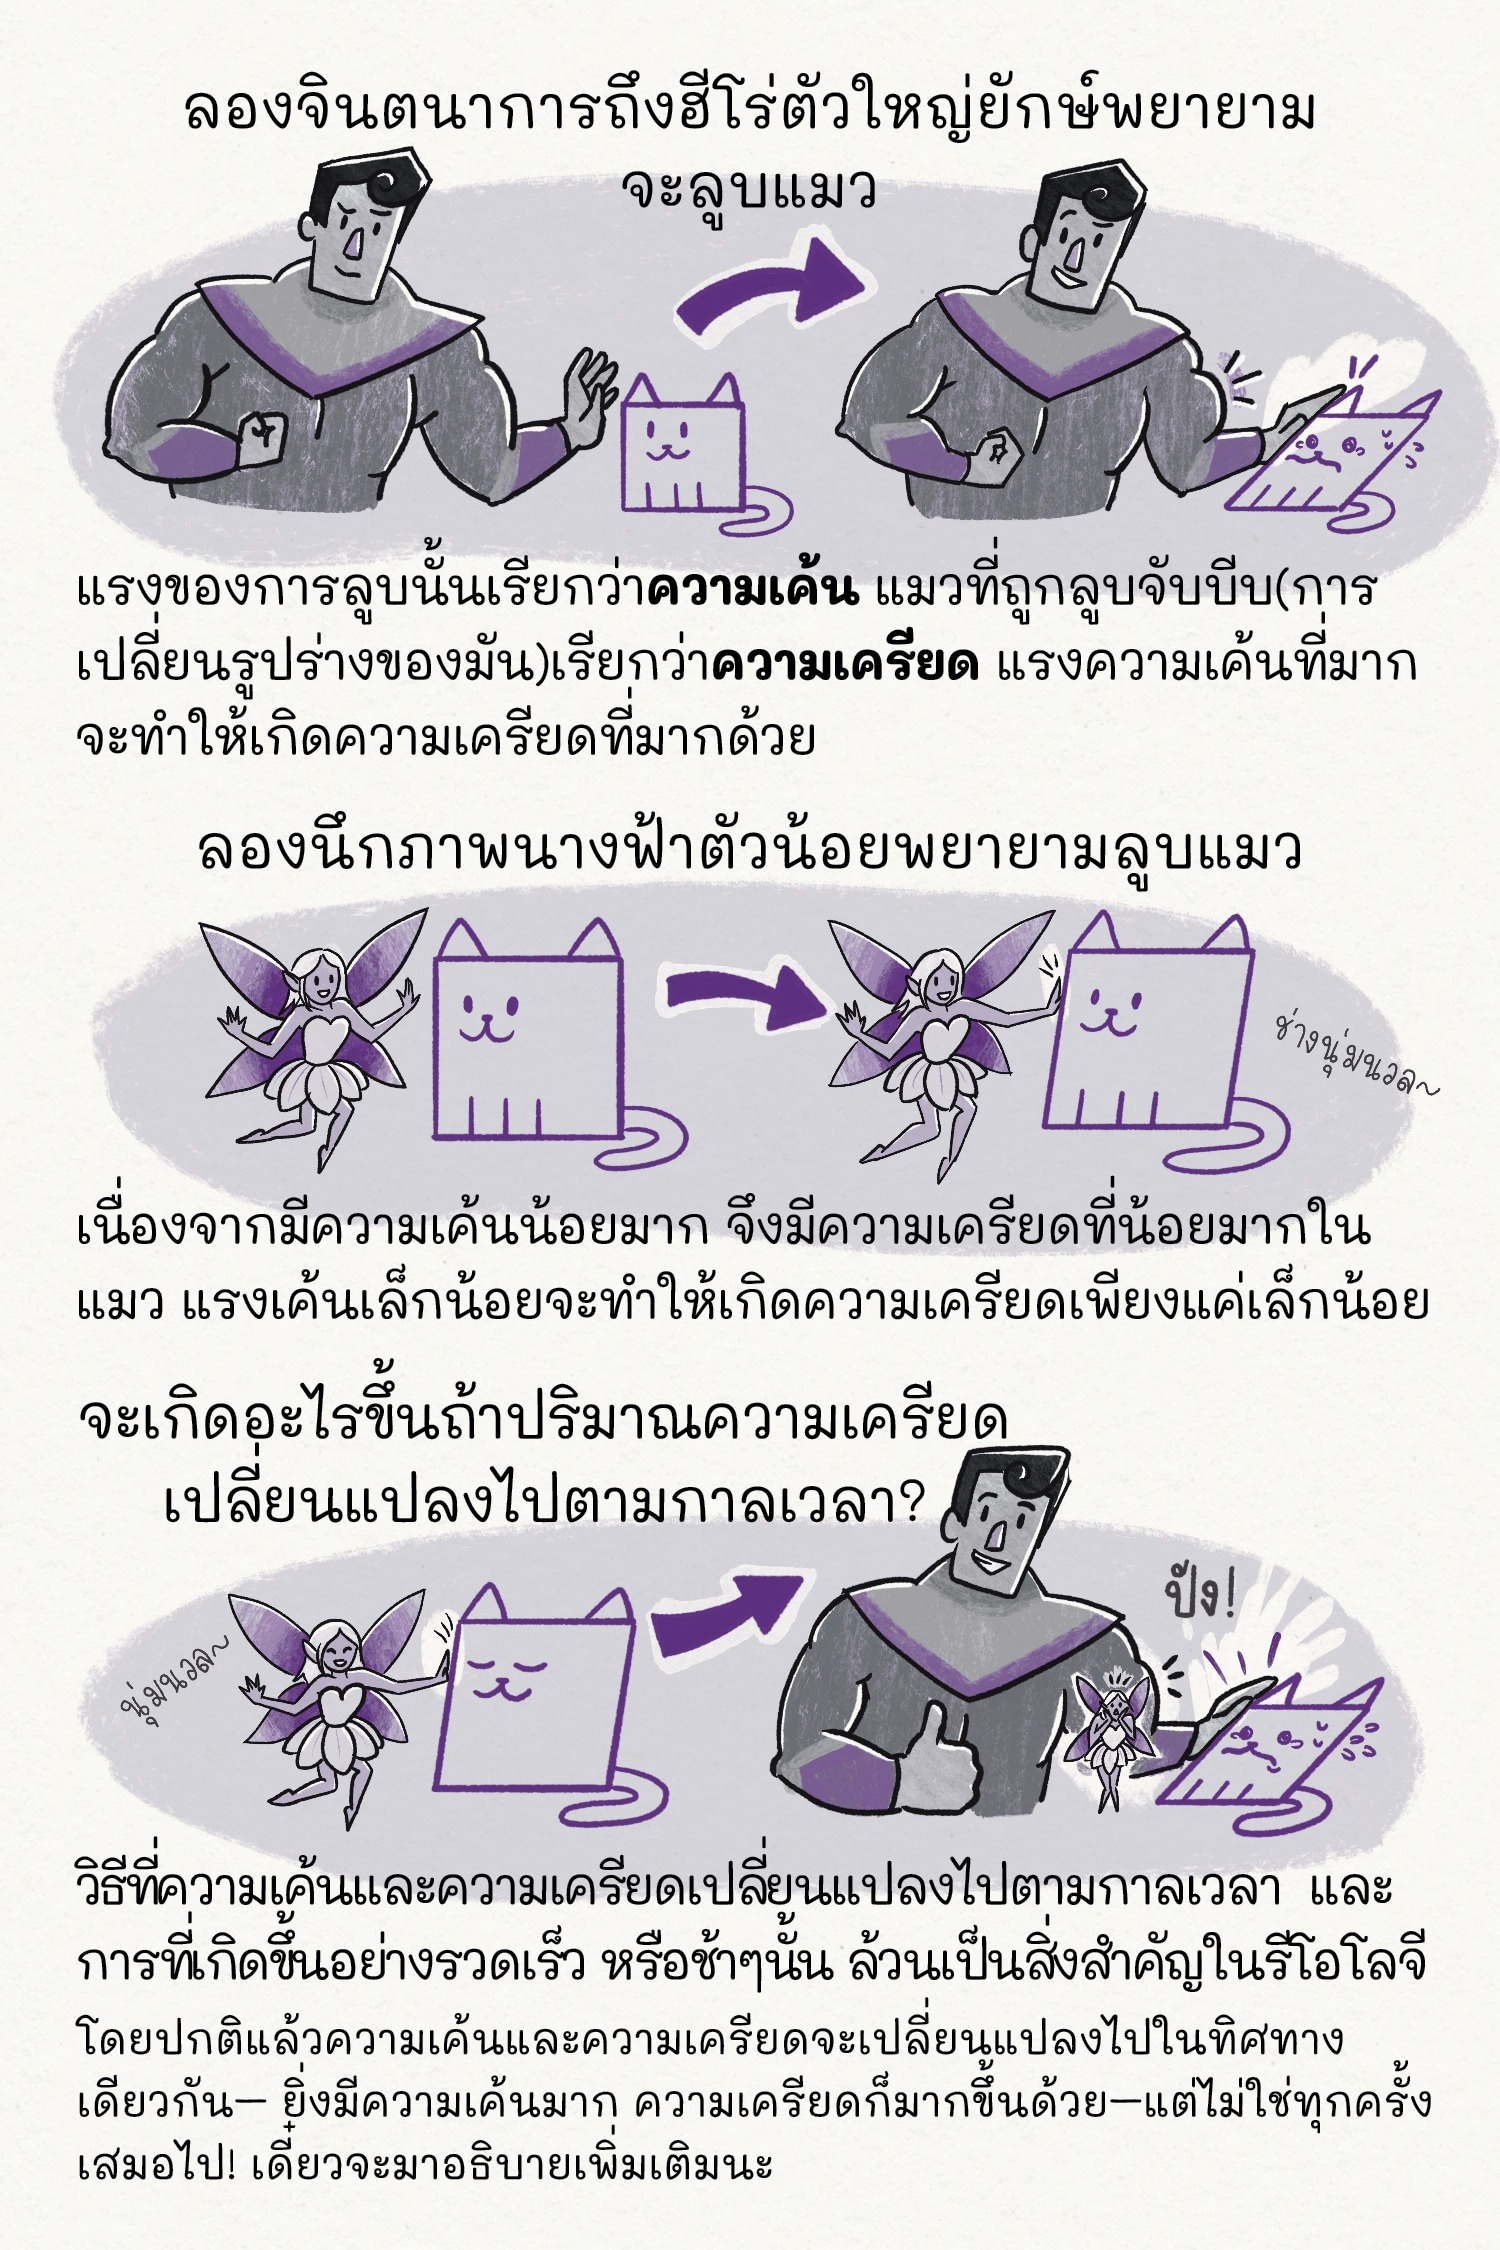 ลองจินตนาการถึงฮีโร่ตัวใหญ่ยักษ์พยายาม
จะลูบแมว
แรงของการลูบนั้นเรียกว่าความเค้น แมวที่ถูกลูบจับบีบ(การ
เปลี่ยนรูปร่างของมัน)เรียกว่าความเครียด แรงความเค้นที่มาก
จะทำให้เกิดความเครียดที่มากด้วย
ลองนึกภาพนางฟ้าตัวน้อยพยายามลูบแมว
ช่างนุ่มนวล~
เนื่องจากมีความเค้นน้อยมาก จึงมีความเครียดที่น้อยมากใน
แมว แรงเค้นเล็กน้อยจะทำให้เกิดความเครียดเพียงแค่เล็กน้อย
จะเกิดอะไรขึ้นถ้าปริมาณความเครียด
เปลี่ยนแปลงไปตามกาลเวลา?
ปัง!
นุ่มนวล~
วิธีที่ความเค้นและความเครียดเปลี่ยนแปลงไปตามกาลเวลา และ
การที่เกิดขึ้นอย่างรวดเร็ว หรือช้าๆนั้น ล้วนเป็นสิ่งสำคัญในรีโอโลจี
โดยปกติแล้วความเค้นและความเครียดจะเปลี่ยนแปลงไปในทิศทาง
เดียวกัน— ยิ่งมีความเค้นมาก ความเครียดก็มากขึ้นด้วย—แต่ไม่ใช่ทุกครั้ง
เสมอไป! เดี๋ยวจะมาอธิบายเพิ่มเติมนะ